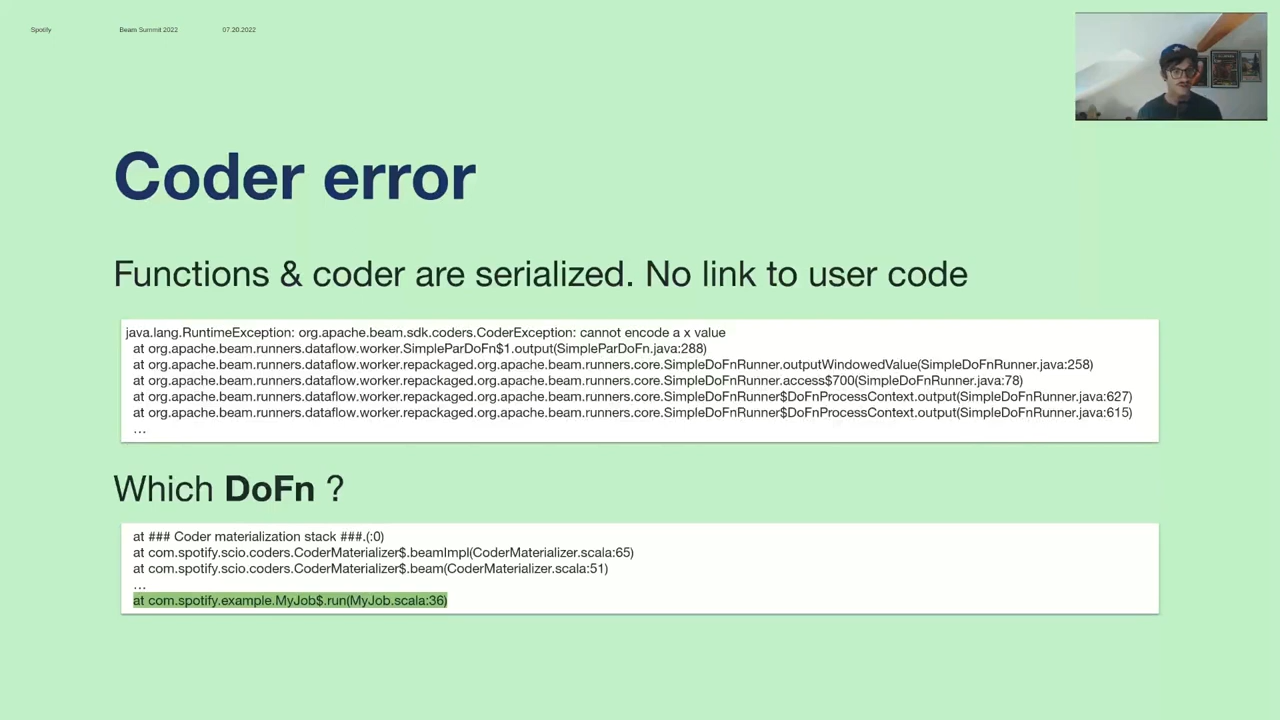 Spotify
Beam Summit 2022
07.20.2022
Coder error
Functions & coder are serialized. No link to user code
java.lang.RuntimeException: org.apache.beam.sdk.coders.CoderException: cannot encode a x value
at org.apache.beam.runners.dataflow.worker.SimpleParDoFn$1.output(SimpleParDoFn.java:288)
at org.apache.beam.runners.dataflow.worker.repackaged.org.apache.beam.runners.core.SimpleDoFnRunner.outputWindowedValue(SimpleDoFnRunner.java:258)
at org.apache.beam.runners.dataflow.worker.repackaged.org.apache.beam.runners.core.SimpleDoFnRunner.access$700(SimpleDoFnRunner.java:78)
at org.apache.beam.runners.dataflow.worker.repackaged.org.apache.beam.runners.core.SimpleDoFnRunner$DoFnProcessContext.output(SimpleDoFnRunner.java:627)
at org.apache.beam.runners.dataflow.worker.repackaged.org.apache.beam.runners.core.SimpleDoFnRunner$DoFnProcessContext.output(SimpleDoFnRunner.java:615)
…
Which DoFn ?
at ### Coder materialization stack ###.(:0)
at com.spotify.scio.coders.CoderMaterializer$.beamImpl(CoderMaterializer.scala:65)
at com.spotify.scio.coders.CoderMaterializer$.beam(CoderMaterializer.scala:51)
…
at com.spotify.example.MyJob$.run(MyJob.scala:36)